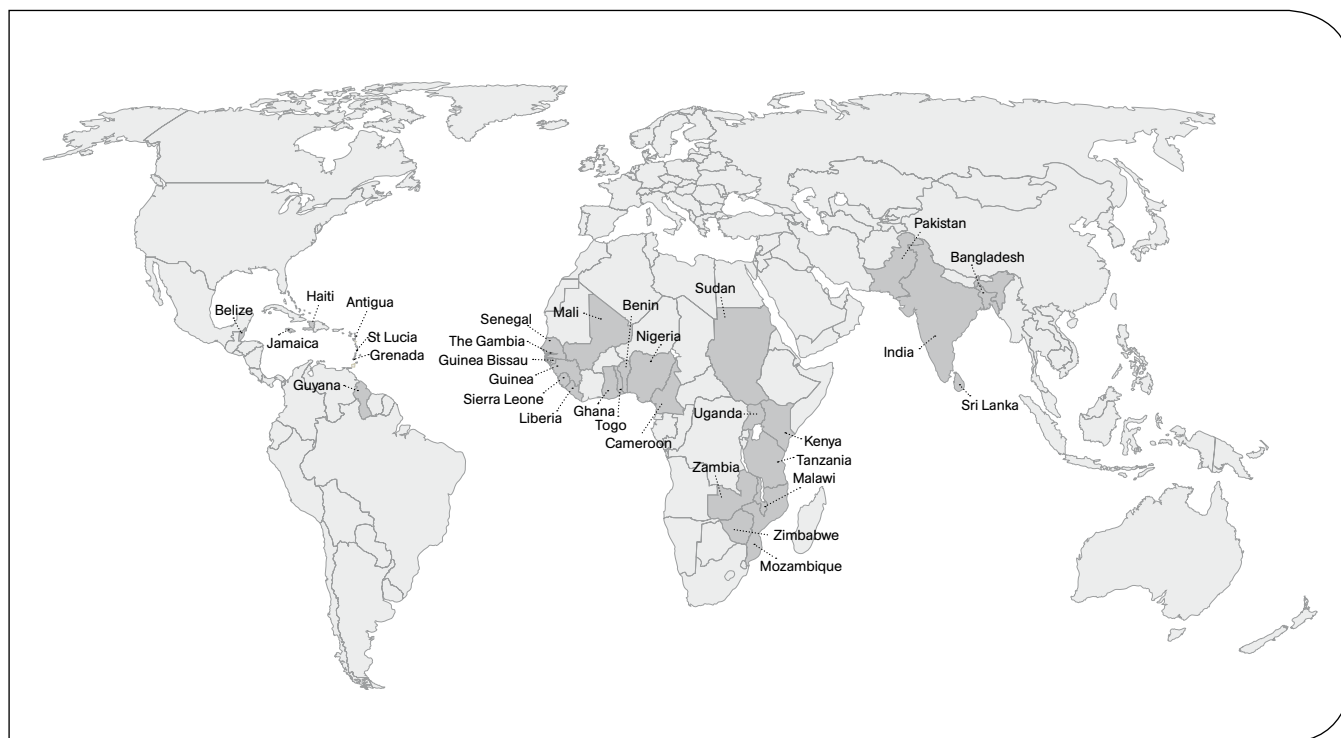 Pakistan
Bangladesh
Haiti
Antigua
Belize
Mali
Benin
Sudan
Senegal
St Lucia
Jamaica
The Gambia
Nigeria
Grenada
Guinea Bissau
India
Guinea
Guyana
Sierra Leone
Sri Lanka
Liberia
Ghana
Uganda
Togo
Cameroon
Kenya
Tanzania
Zambia
Malawi
Zimbabwe
Mozambique